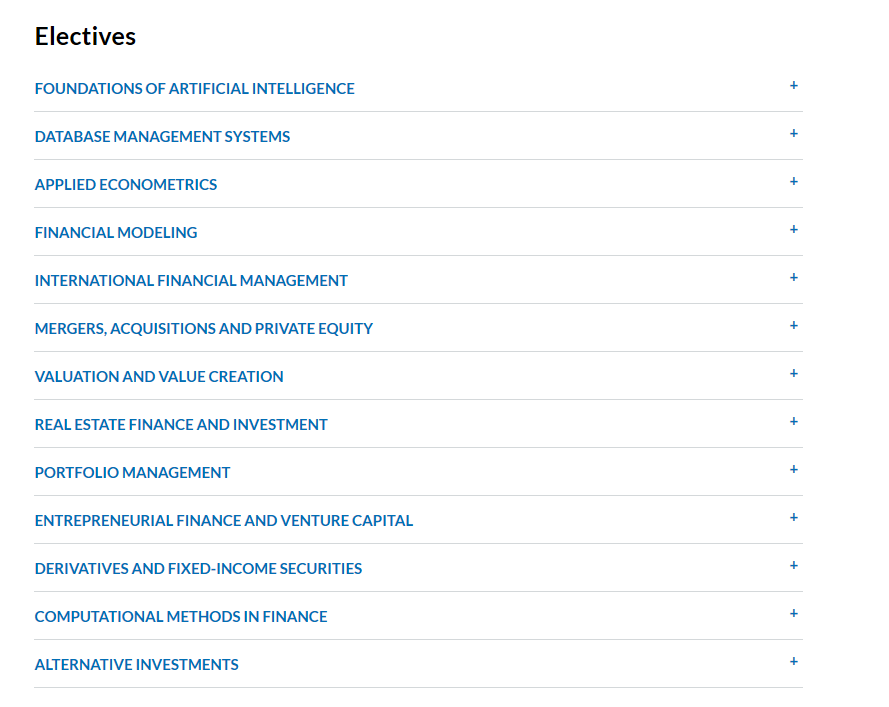 Electives
FOUNDATIONS OF ARTIFICIAL INTELLIGENCE +
DATABASE MANAGEMENT SYSTEMS +
APPLIED ECONOMETRICS +
FINANCIAL MODELING +
INTERNATIONAL FINANCIAL MANAGEMENT +
MERGERS, ACQUISITIONS AND PRIVATE EQUITY +
VALUATION AND VALUE CREATION +
REAL ESTATE FINANCE AND INVESTMENT +
PORTFOLIO MANAGEMENT +
ENTREPRENEURIAL FINANCE AND VENTURE CAPITAL +
DERIVATIVES AND FIXED-INCOME SECURITIES +
COMPUTATIONAL METHODS IN FINANCE +
ALTERNATIVE INVESTMENTS +